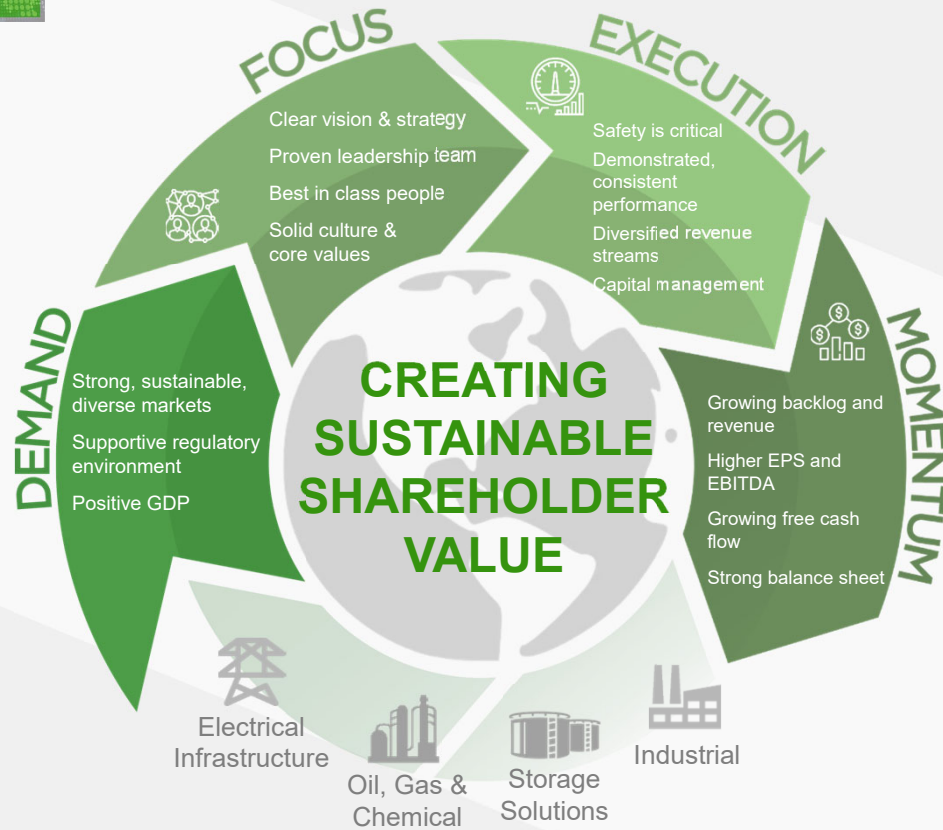 FOCUS
Clear vision & strategy
Proven leadership team
Best in class people
Solid culture &
core values
EXECUTION
Safety is critical
Demonstrated,
consistent
performance
Diversified revenue
streams
Capital management
DEMAND
Strong, sustainable,
diverse markets
Supportive regulatory
environment
Positive GDP
CREATING
SUSTAINABLE
SHAREHOLDER
VALUE
MOMENTUM
Growing backlog and
revenue
Higher EPS and
EBITDA
Growing free cash
flow
Strong balance sheet
Electrical
Infrastructure
Oil, Gas &
Chemical
Storage
Solutions
Industrial